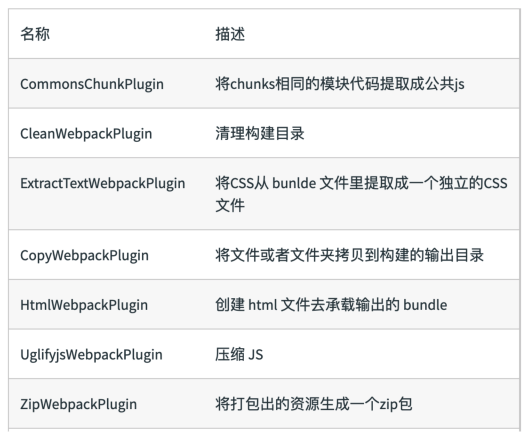 名称 描述
CommonsChunkPlugin 将chunks相同的模块代码提取成公共js
CleanWebpackPlugin 清理构建目录
ExtractTextWebpackPlugin 将CSS从 bunlde 文件里提取成一个独立的CSS
文件
CopyWebpackPlugin 将文件或者文件夹拷贝到构建的输出目录
HtmlWebpackPlugin 创建 html 文件去承载输出的 bundle
UglifyjsWebpackPlugin 压缩 JS
ZipWebpackPlugin 将打包出的资源生成一个zip包